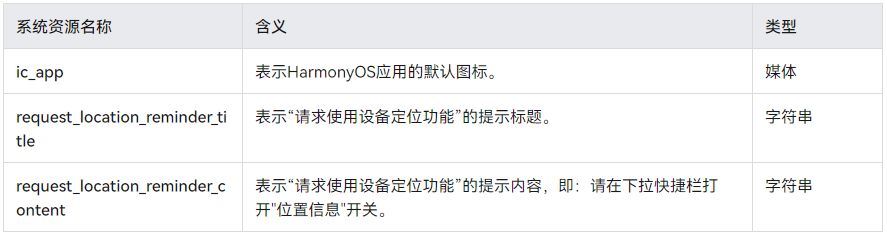 系统资源名称 含义 类型
ic_app 表示HarmonyOS应用的默认图标。 媒体
request_location_reminder_ti 表示“请求使用设备定位功能”的提示标题。 字符串
tle
request_location_reminder_c 表示“请求使用设备定位功能”的提示内容，即：请在下拉快捷栏打 字符串
ontent 开"位置信息"开关。